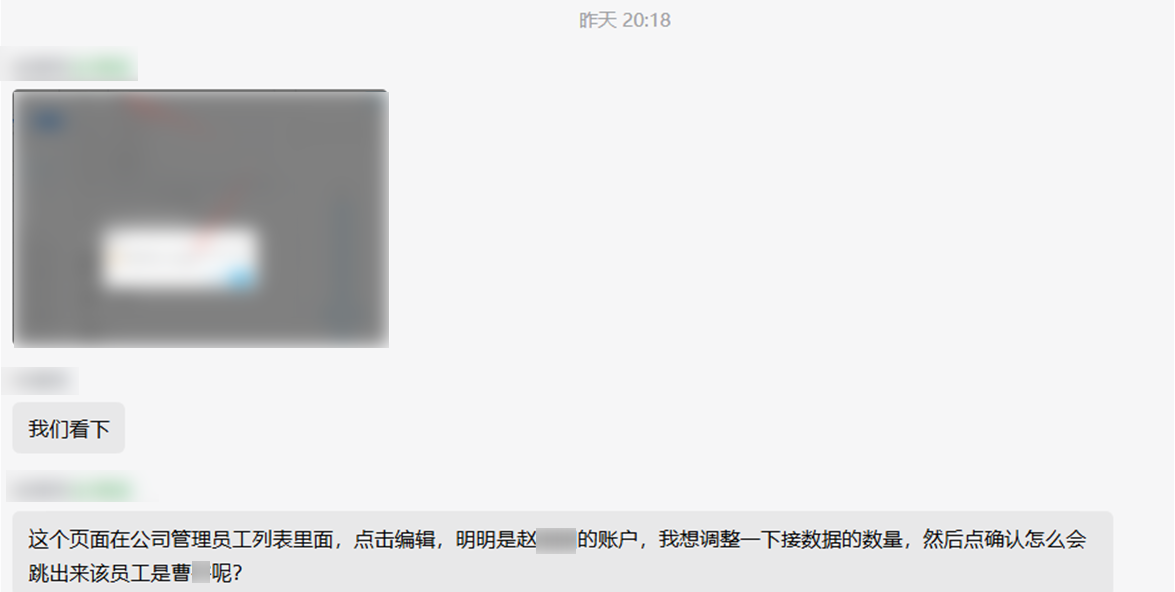 昨天 20:18
我们看下
这个页面在公司管理员工列表里面，点击编辑，明明是赵的账户，我想调整一下接数据的数量，然后点确认怎么会
跳出来该员工是曹呢？